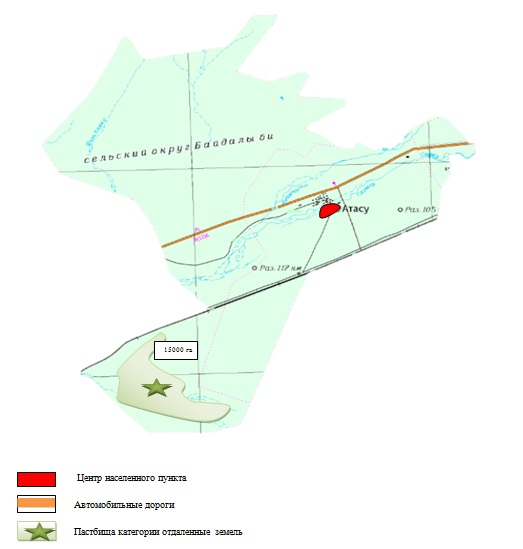 сельский округ Байдалы би
Атасу
Раз. 105
Раз. 117 км
15000 га
Центр населенного пункта
Автомобильные дороги
Пастбища категории отдаленные земель